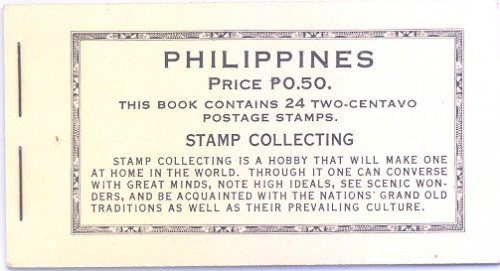 PHILIPPINES
PRICE ₱0.50.
THIS BOOK CONTAINS 24 TWO-CENTAVO
POSTAGE STAMPS.
STAMP COLLECTING
STAMP COLLECTING IS A HOBBY THAT WILL MAKE ONE
AT HOME IN THE WORLD. THROUGH IT ONE CAN CONVERSE
WITH GREAT MINDS, NOTE HIGH IDEALS, SEE SCENIC WON-
DERS, AND BE ACQUAINTED WITH THE NATIONS' GRAND OLD
TRADITIONS AS WELL AS THEIR PREVAILING CULTURE.